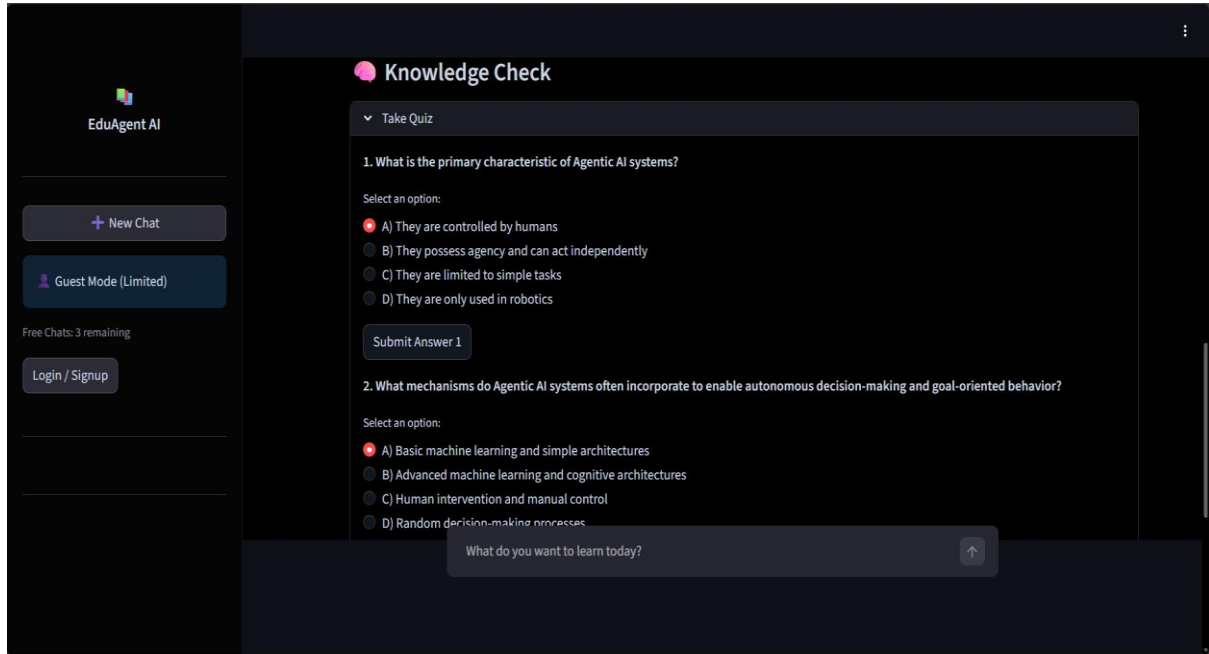 EduAgent AI
New Chat
Guest Mode (Limited)
Free Chats: 3 remaining
Login / Signup
Knowledge Check
Take Quiz
1. What is the primary characteristic of Agentic AI systems?
Select an option:
A) They are controlled by humans
B) They possess agency and can act independently
C) They are limited to simple tasks
D) They are only used in robotics
Submit Answer 1
2. What mechanisms do Agentic AI systems often incorporate to enable autonomous decision-making and goal-oriented behavior?
Select an option:
A) Basic machine learning and simple architectures
B) Advanced machine learning and cognitive architectures
C) Human intervention and manual control
D) Random decision-making processes
What do you want to learn today?